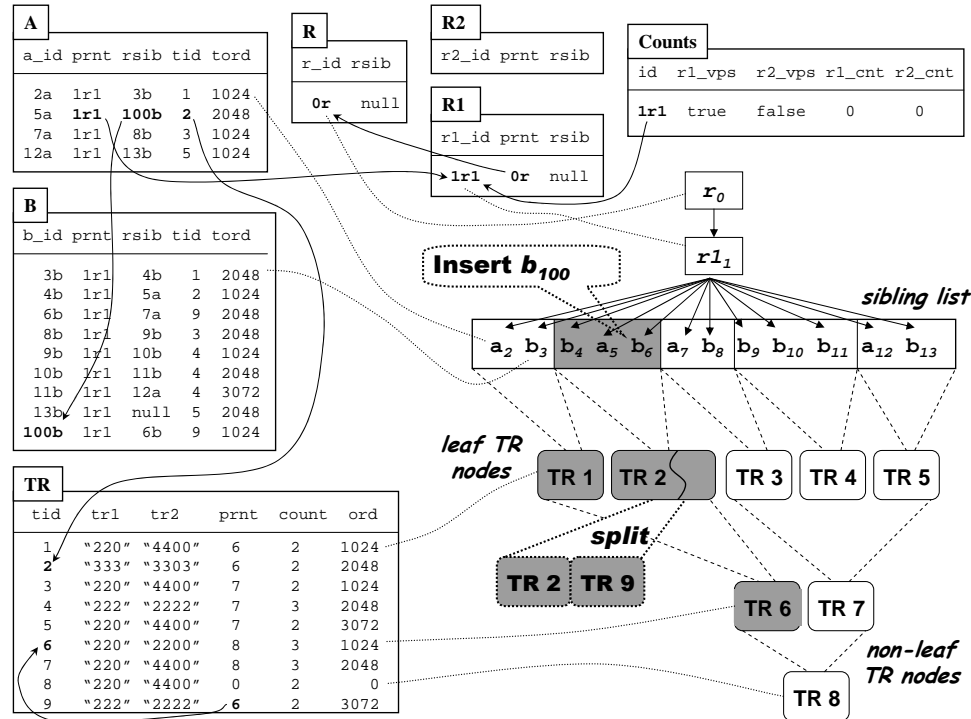 A
a_id prnt rsib tid tord
2a 1r1 3b 1 1024
5a 1r1 100b 2 2048
7a 1r1 8b 3 1024
12a 1r1 13b 5 1024
R
r_id rsib
0r null
R2
r2_id prnt rsib
R1
r1_id prnt rsib
1r1 0r null
Counts
id r1_vps r2_vps r1_cnt r2_cnt
1r1 true false 0 0
B
b_id prnt rsib tid tord
3b 1r1 4b 1 2048
4b 1r1 5a 2 1024
6b 1r1 7a 9 2048
8b 1r1 9b 3 2048
9b 1r1 10b 4 1024
10b 1r1 11b 4 2048
11b 1r1 12a 4 3072
13b 1r1 null 5 2048
100b 1r1 6b 9 1024
r0
r11
Insert b100
sibling list
a2 b3 b4 a5 b6 a7 b8 b9 b10 b11 a12 b13
leaf TR
nodes
TR 1 TR 2 TR 3 TR 4 TR 5
split
TR 2 TR 9
TR 6 TR 7
non-leaf
TR nodes
TR 8
TR
tid tr1 tr2 prnt count ord
1 "220" "4400" 6 2 1024
2 "333" "3303" 6 2 2048
3 "220" "4400" 7 2 1024
4 "222" "2222" 7 3 2048
5 "220" "4400" 7 2 3072
6 "220" "2200" 8 3 1024
7 "220" "4400" 8 3 2048
8 "220" "4400" 0 2 0
9 "222" "2222" 6 2 3072